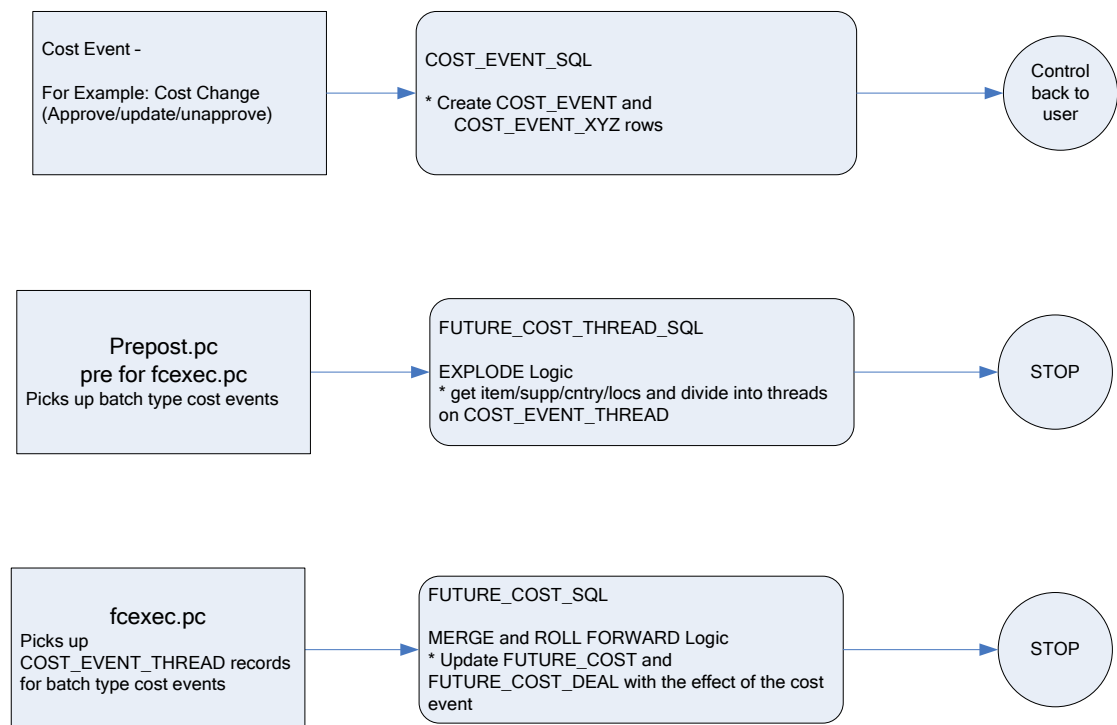 Cost Event -
For Example: Cost Change
(Approve/update/unapprove)
COST_EVENT_SQL
* Create COST_EVENT and
COST_EVENT_XYZ rows
Control
back to
user
Prepost.pc
pre for fcexec.pc
Picks up batch type cost events
FUTURE_COST_THREAD_SQL
EXPLODE Logic
* get item/supp/cntry/locs and divide into threads
on COST_EVENT_THREAD
STOP
fcexec.pc
Picks up
COST_EVENT_THREAD records
for batch type cost events
FUTURE_COST_SQL
MERGE and ROLL FORWARD Logic
* Update FUTURE_COST and
FUTURE_COST_DEAL with the effect of the cost
event
STOP